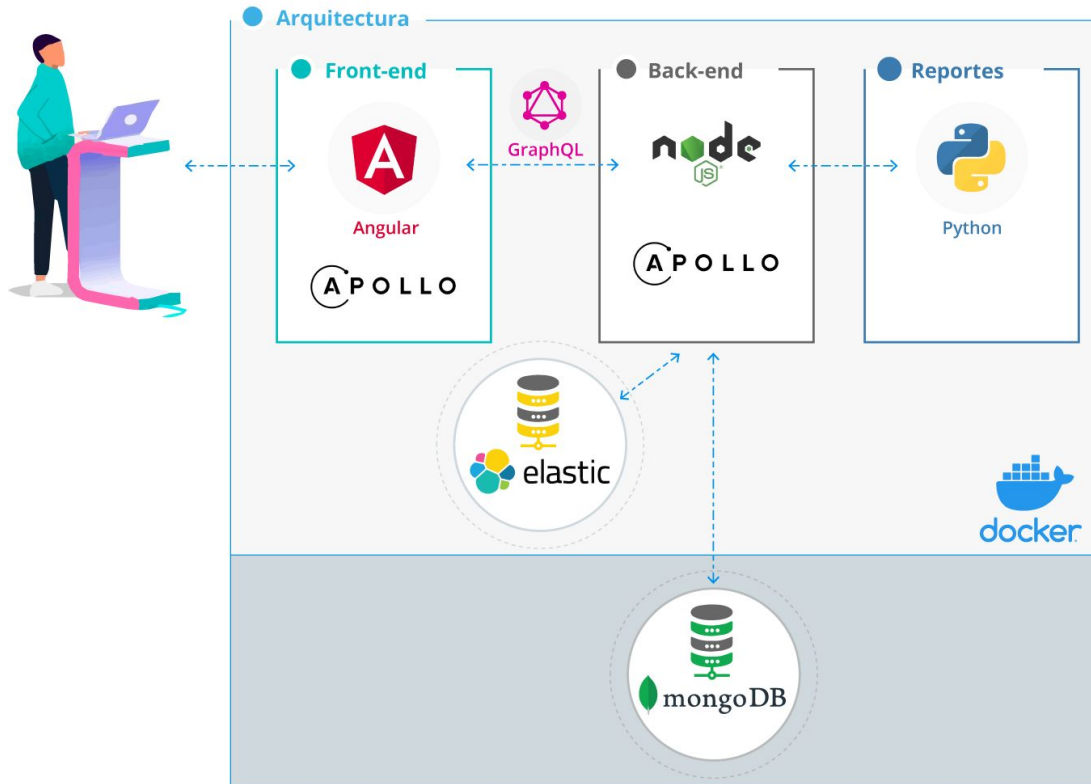 Arquitectura
Front-end
Back-end
Reportes
GraphQL
node
JS
Angular
Python
APOLLO
APOLLO
elastic
docker
mongoDB